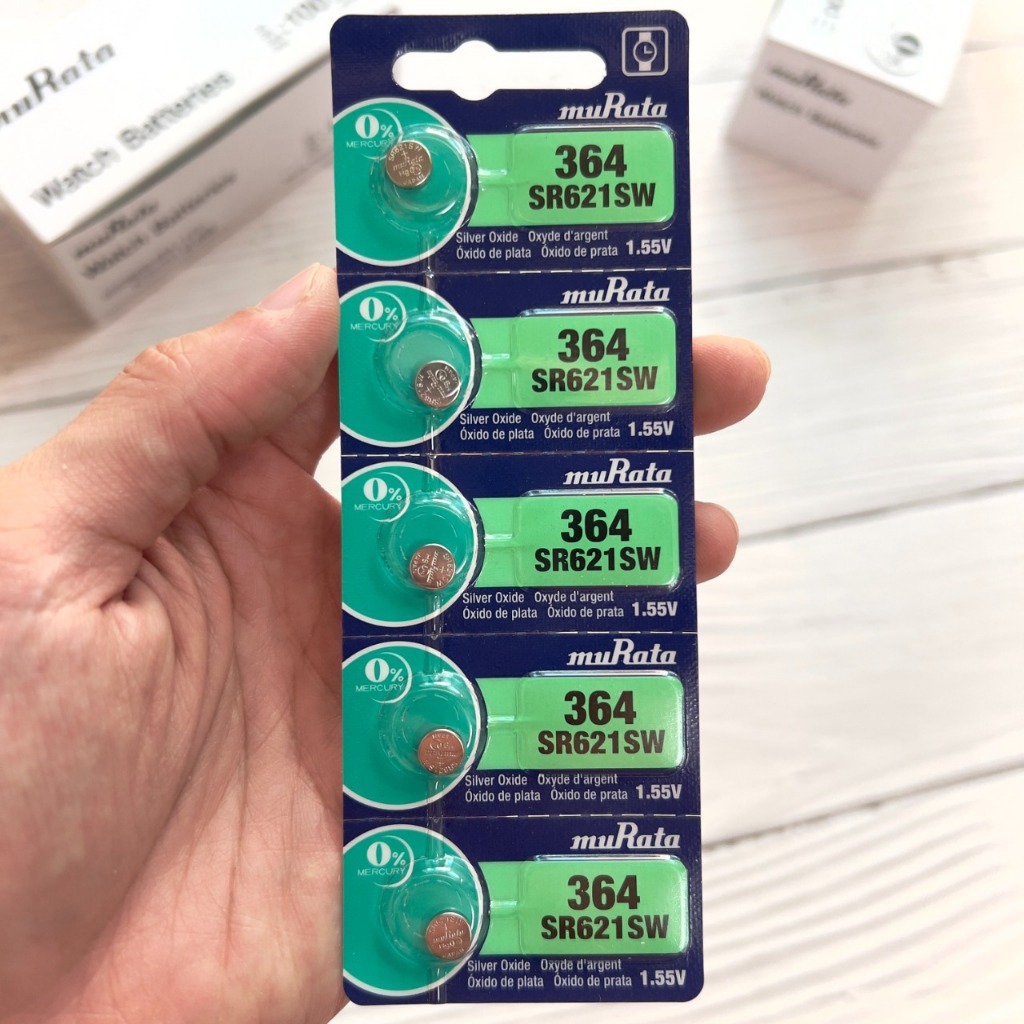 muRata
Watch Batteries
muRata
Watch Batteries
muRata
0%
MERCURY
364
SR621SW
Silver Oxide Oxyde d'argent
Óxido de plata Óxido de prata 1.55V
muRata
0%
MERCURY
364
SR621SW
Silver Oxide Oxyde d'argent
Óxido de plata Óxido de prata 1.55V
muRata
0%
MERCURY
364
SR621SW
Silver Oxide Oxyde d'argent
Óxido de plata Óxido de prata 1.55V
muRata
0%
MERCURY
364
SR621SW
Silver Oxide Oxyde d'argent
Óxido de plata Óxido de prata 1.55V
muRata
0%
MERCURY
364
SR621SW
Silver Oxide Oxyde d'argent
Óxido de plata Óxido de prata 1.55V